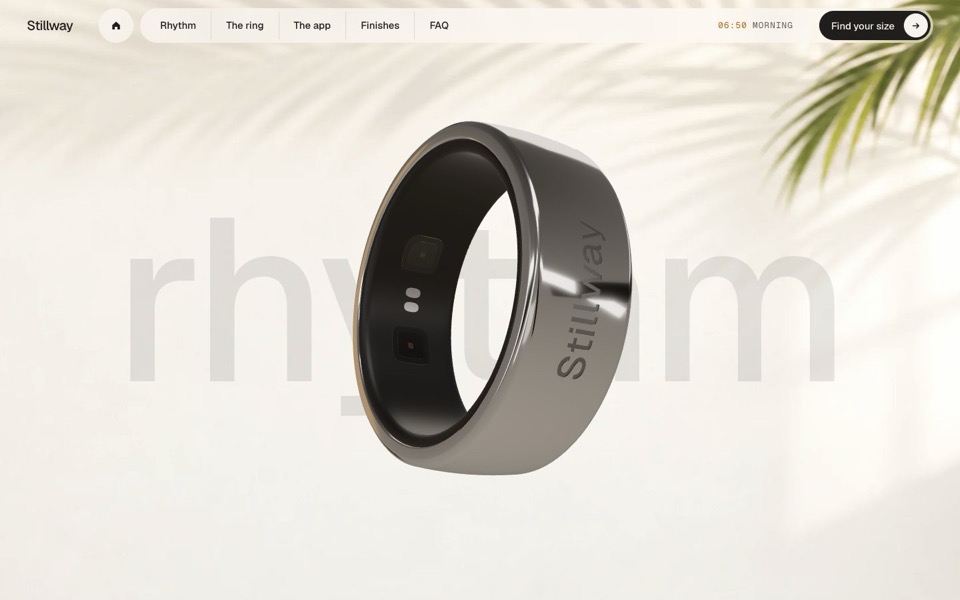 Stillway
Rhythm
The ring
The app
Finishes
FAQ
06:50 MORNING
Find your size
rhythm
Stillway